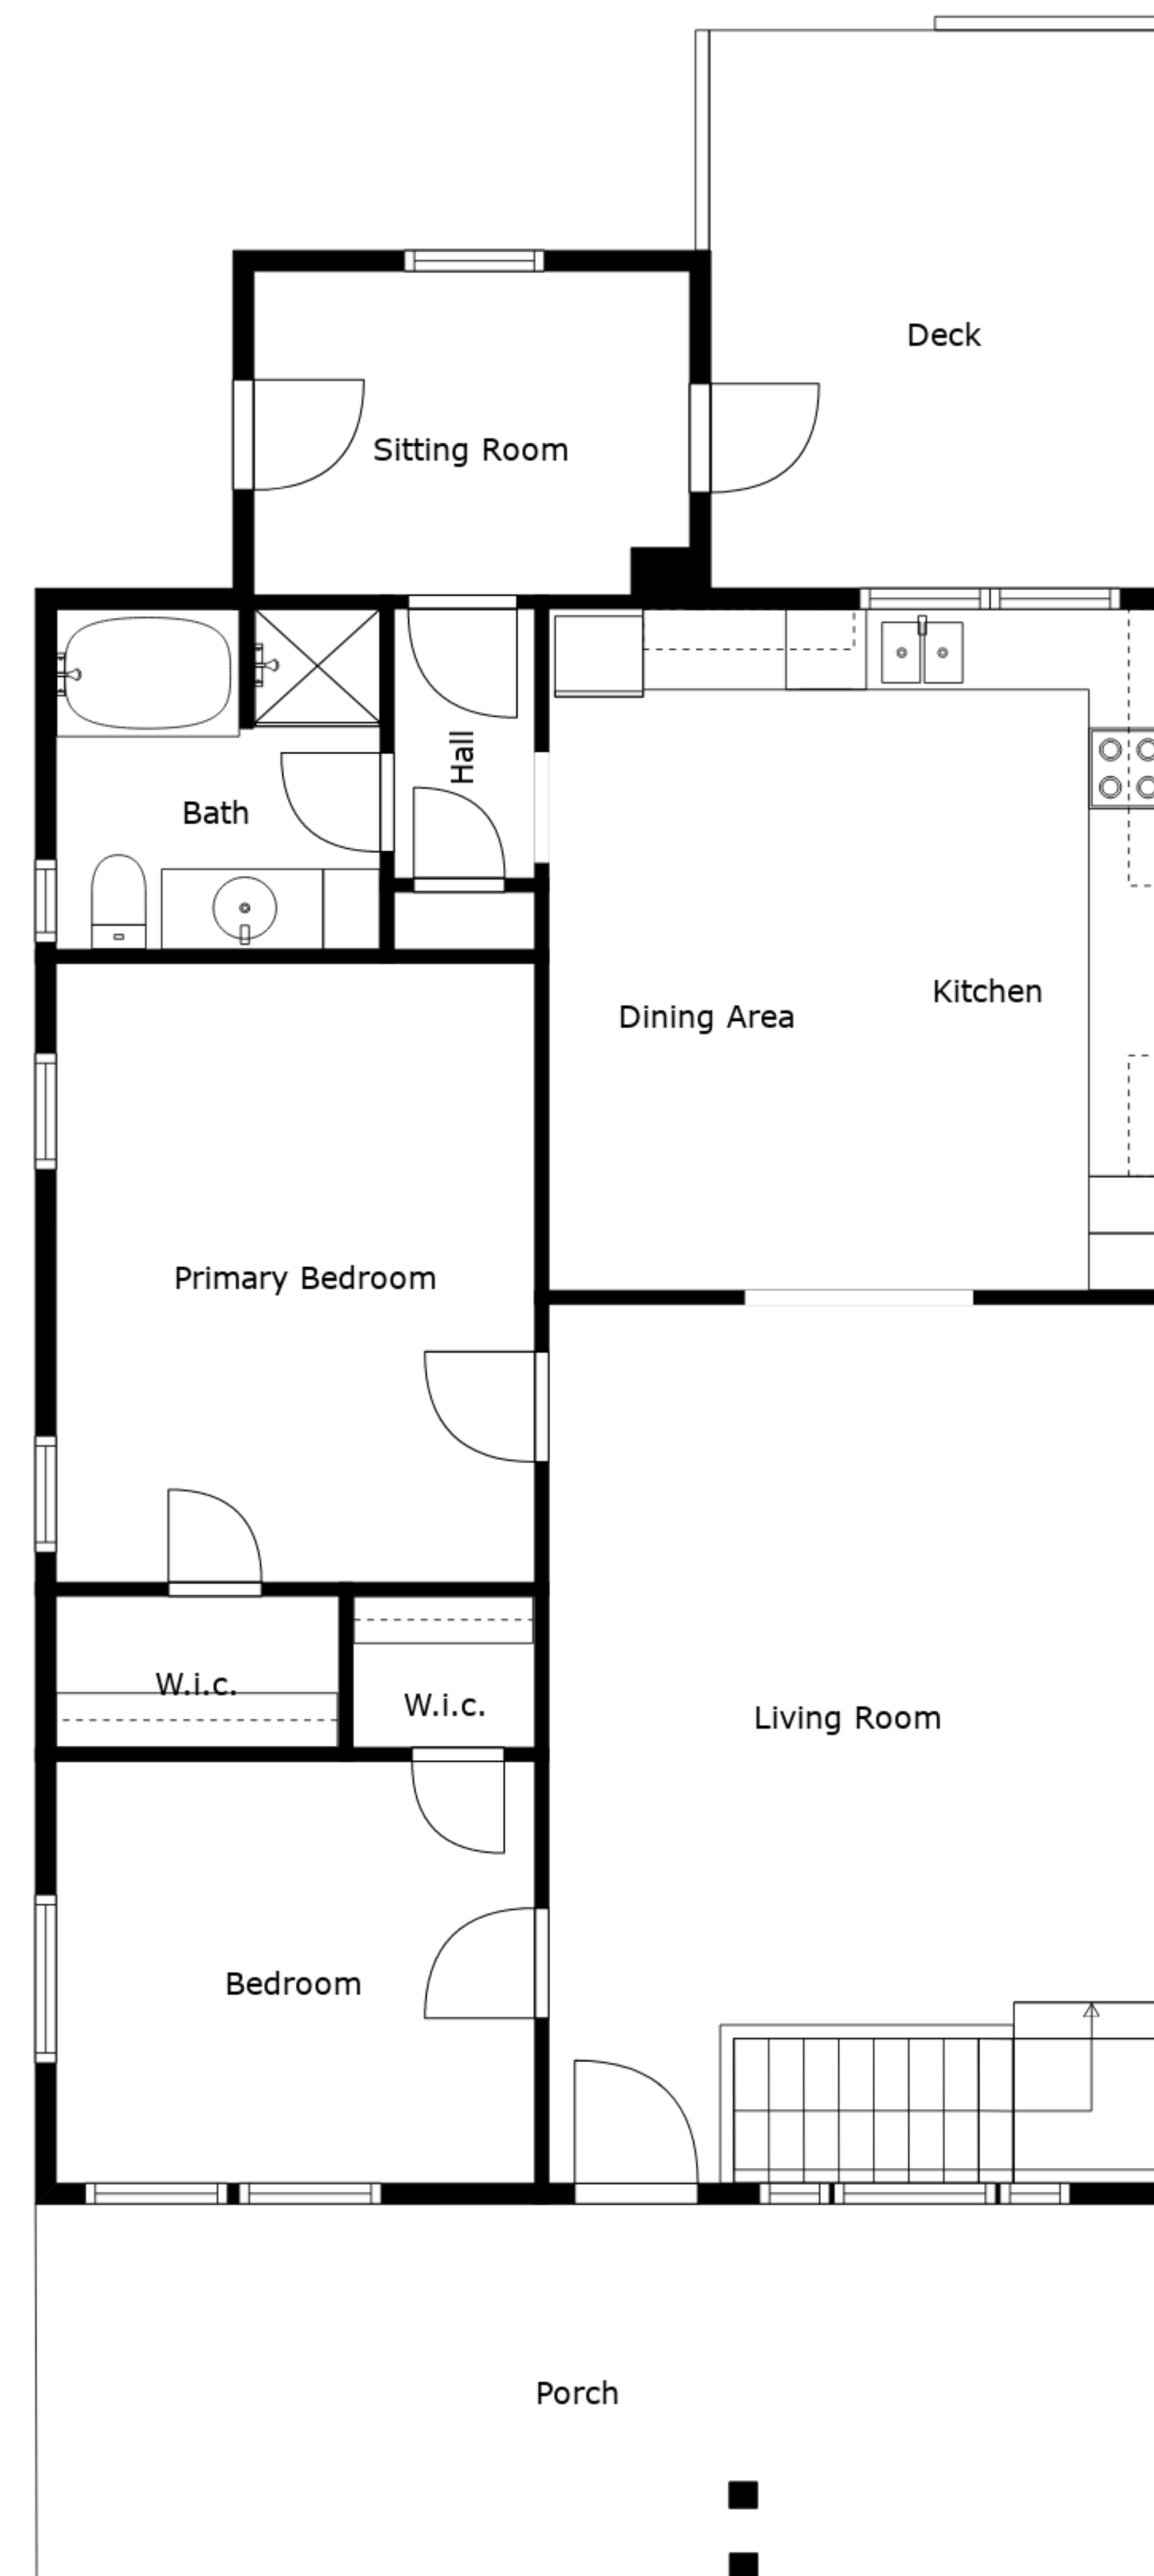 Deck
Sitting Room
Hall
Bath
Kitchen
Dining Area
Primary Bedroom
W.i.c.
W.i.c.
Living Room
Bedroom
Porch